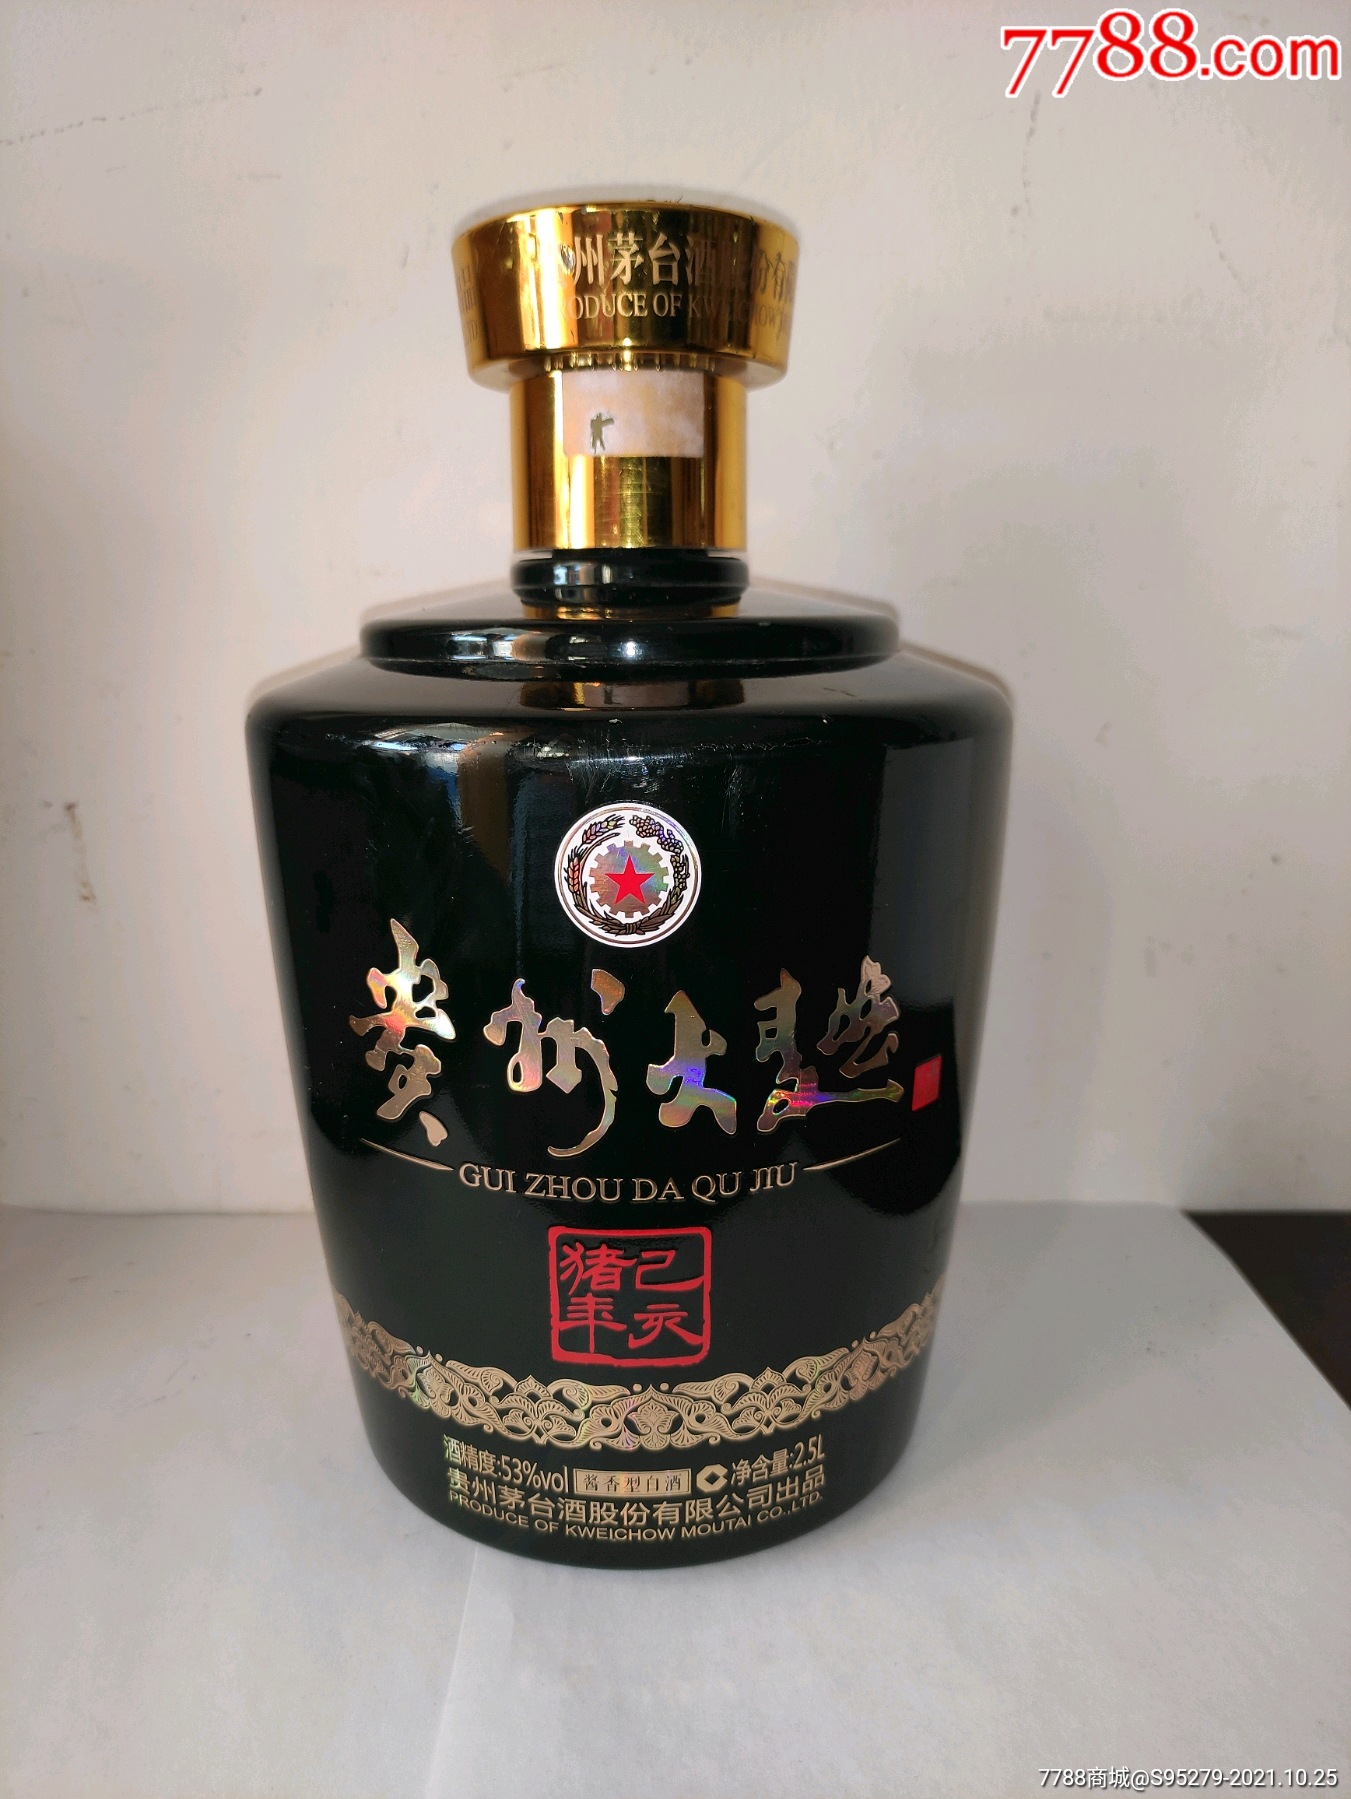 7788.com
州茅台酒 份有
PRODUCE OF KWEICHOW
贵州大曲
GUI ZHOU DA QU JIU
己亥
猪年
酒精度:53%vol 酱香型白酒 净含量:2.5L
贵州茅台酒股份有限公司出品
PRODUCE OF KWEICHOW MOUTAI CO.,LTD.
7788商城@S95279-2021.10.25